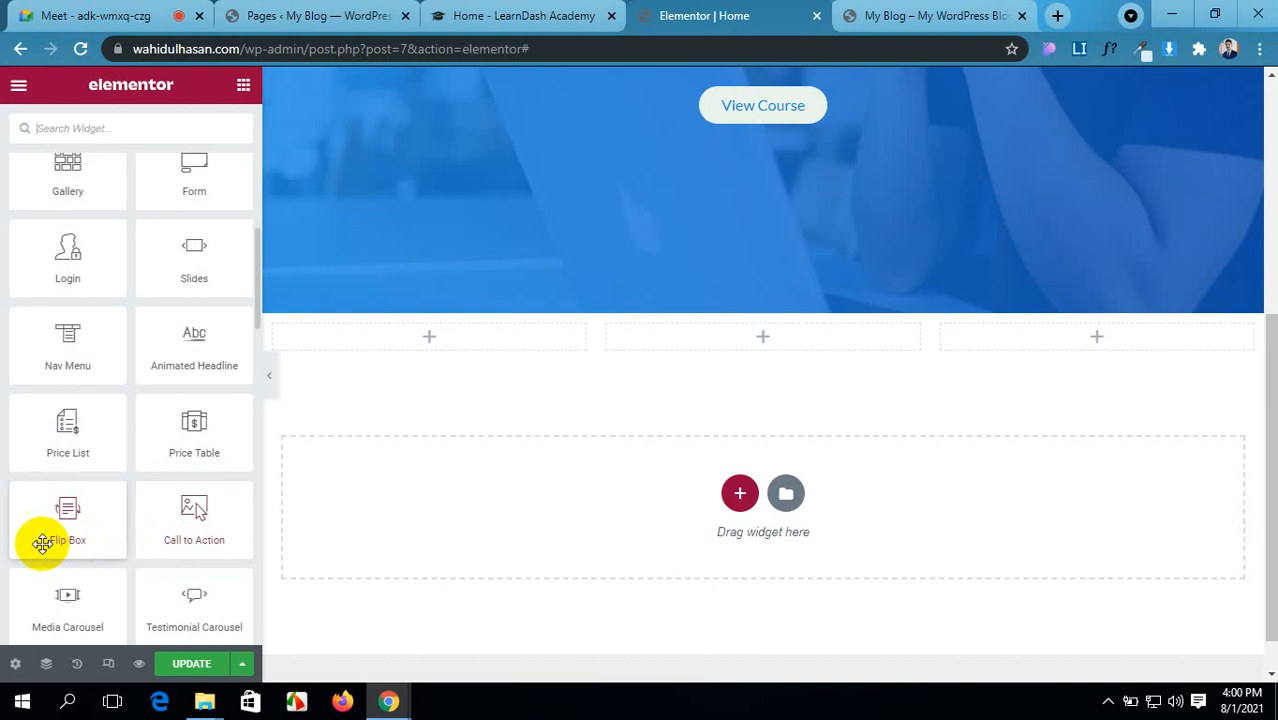 Meet - adk-wmxq-czg
Pages ‹ My Blog — WordPres
Home - LearnDash Academy
Elementor | Home
My Blog – My WordPress Blo
wahidulhasan.com/wp-admin/post.php?post=7&action=elementor#
LI
f?
elementor
Search Widget...
View Course
Gallery
Form
Login
Slides
Abc
Nav Menu
Animated Headline
Price List
Price Table
Flip Box
Call to Action
Drag widget here
Media Carousel
Testimonial Carousel
UPDATE
4:00 PM
8/1/2021